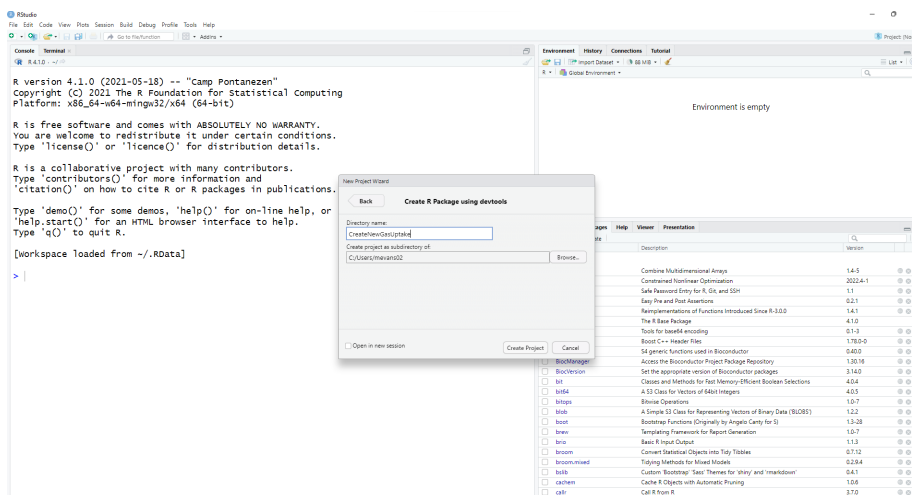 RStudio
File Edit Code View Plots Session Build Debug Profile Tools Help
Go to file/function Addins
Project: (No
Console Terminal
R 4.1.0 · ~/
R version 4.1.0 (2021-05-18) -- "Camp Pontanezen"
Copyright (C) 2021 The R Foundation for Statistical Computing
Platform: x86_64-w64-mingw32/x64 (64-bit)
R is free software and comes with ABSOLUTELY NO WARRANTY.
You are welcome to redistribute it under certain conditions.
Type 'license()' or 'licence()' for distribution details.
R is a collaborative project with many contributors.
Type 'contributors()' for more information and
'citation()' on how to cite R or R packages in publications.
Type 'demo()' for some demos, 'help()' for on-line help, or
'help.start()' for an HTML browser interface to help.
Type 'q()' to quit R.
[Workspace loaded from ~/.RData]
>
New Project Wizard
Back Create R Package using devtools
Directory name:
CreateNewGasUptake
Create project as subdirectory of:
C:/Users/mevans02 Browse...
Open in new session Create Project Cancel
Environment History Connections Tutorial
Import Dataset 88 MiB List
R Global Environment
Environment is empty
ages Help Viewer Presentation
ate
Description Version
Combine Multidimensional Arrays 1.4-5
Constrained Nonlinear Optimization 2022.4-1
Safe Password Entry for R, Git, and SSH 1.1
Easy Pre and Post Assertions 0.2.1
Reimplementations of Functions Introduced Since R-3.0.0 1.4.1
The R Base Package 4.1.0
Tools for base64 encoding 0.1-3
Boost C++ Header Files 1.78.0-0
S4 generic functions used in Bioconductor 0.40.0
BiocManager Access the Bioconductor Project Package Repository 1.30.16
BiocVersion Set the appropriate version of Bioconductor packages 3.14.0
bit Classes and Methods for Fast Memory-Efficient Boolean Selections 4.0.4
bit64 A S3 Class for Vectors of 64bit Integers 4.0.5
bitops Bitwise Operations 1.0-7
blob A Simple S3 Class for Representing Vectors of Binary Data ('BLOBS') 1.2.2
boot Bootstrap Functions (Originally by Angelo Canty for S) 1.3-28
brew Templating Framework for Report Generation 1.0-7
brio Basic R Input Output 1.1.3
broom Convert Statistical Objects into Tidy Tibbles 0.7.12
broom.mixed Tidying Methods for Mixed Models 0.2.9.4
bslib Custom 'Bootstrap' 'Sass' Themes for 'shiny' and 'rmarkdown' 0.4.1
cachem Cache R Objects with Automatic Pruning 1.0.6
callr Call R from R 3.7.0